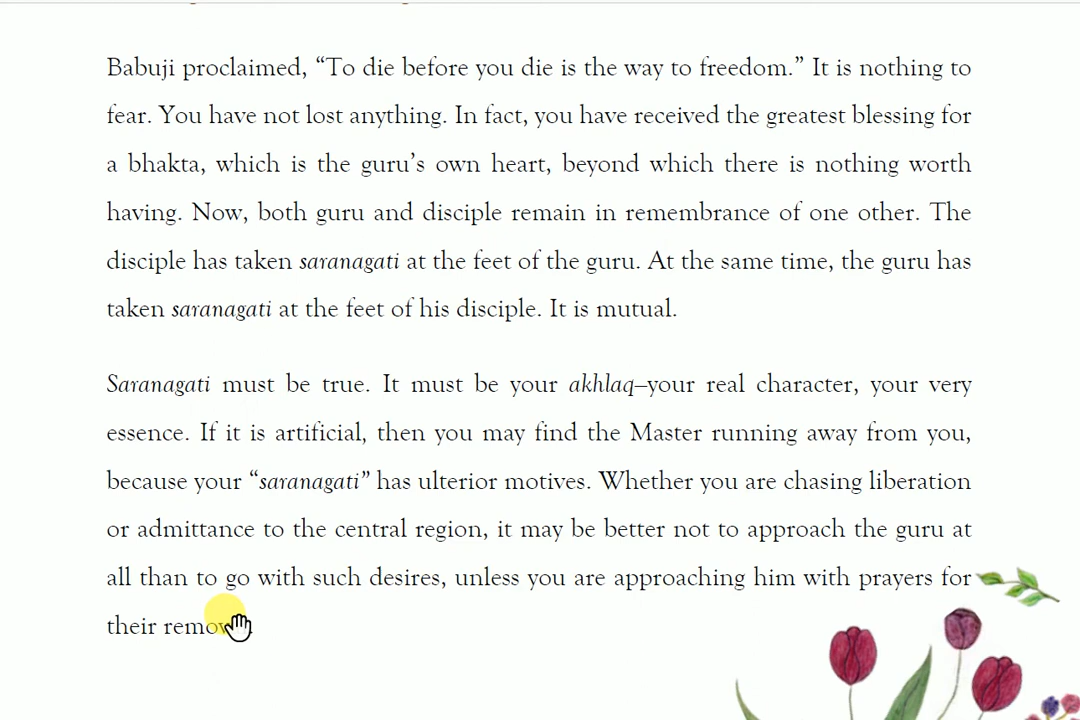 Babuji proclaimed, “To die before you die is the way to freedom.” It is nothing to
fear. You have not lost anything. In fact, you have received the greatest blessing for
a bhakta, which is the guru’s own heart, beyond which there is nothing worth
having. Now, both guru and disciple remain in remembrance of one other. The
disciple has taken saranagati at the feet of the guru. At the same time, the guru has
taken saranagati at the feet of his disciple. It is mutual.
Saranagati must be true. It must be your akhlaq–your real character, your very
essence. If it is artificial, then you may find the Master running away from you,
because your “saranagati” has ulterior motives. Whether you are chasing liberation
or admittance to the central region, it may be better not to approach the guru at
all than to go with such desires, unless you are approaching him with prayers for
their